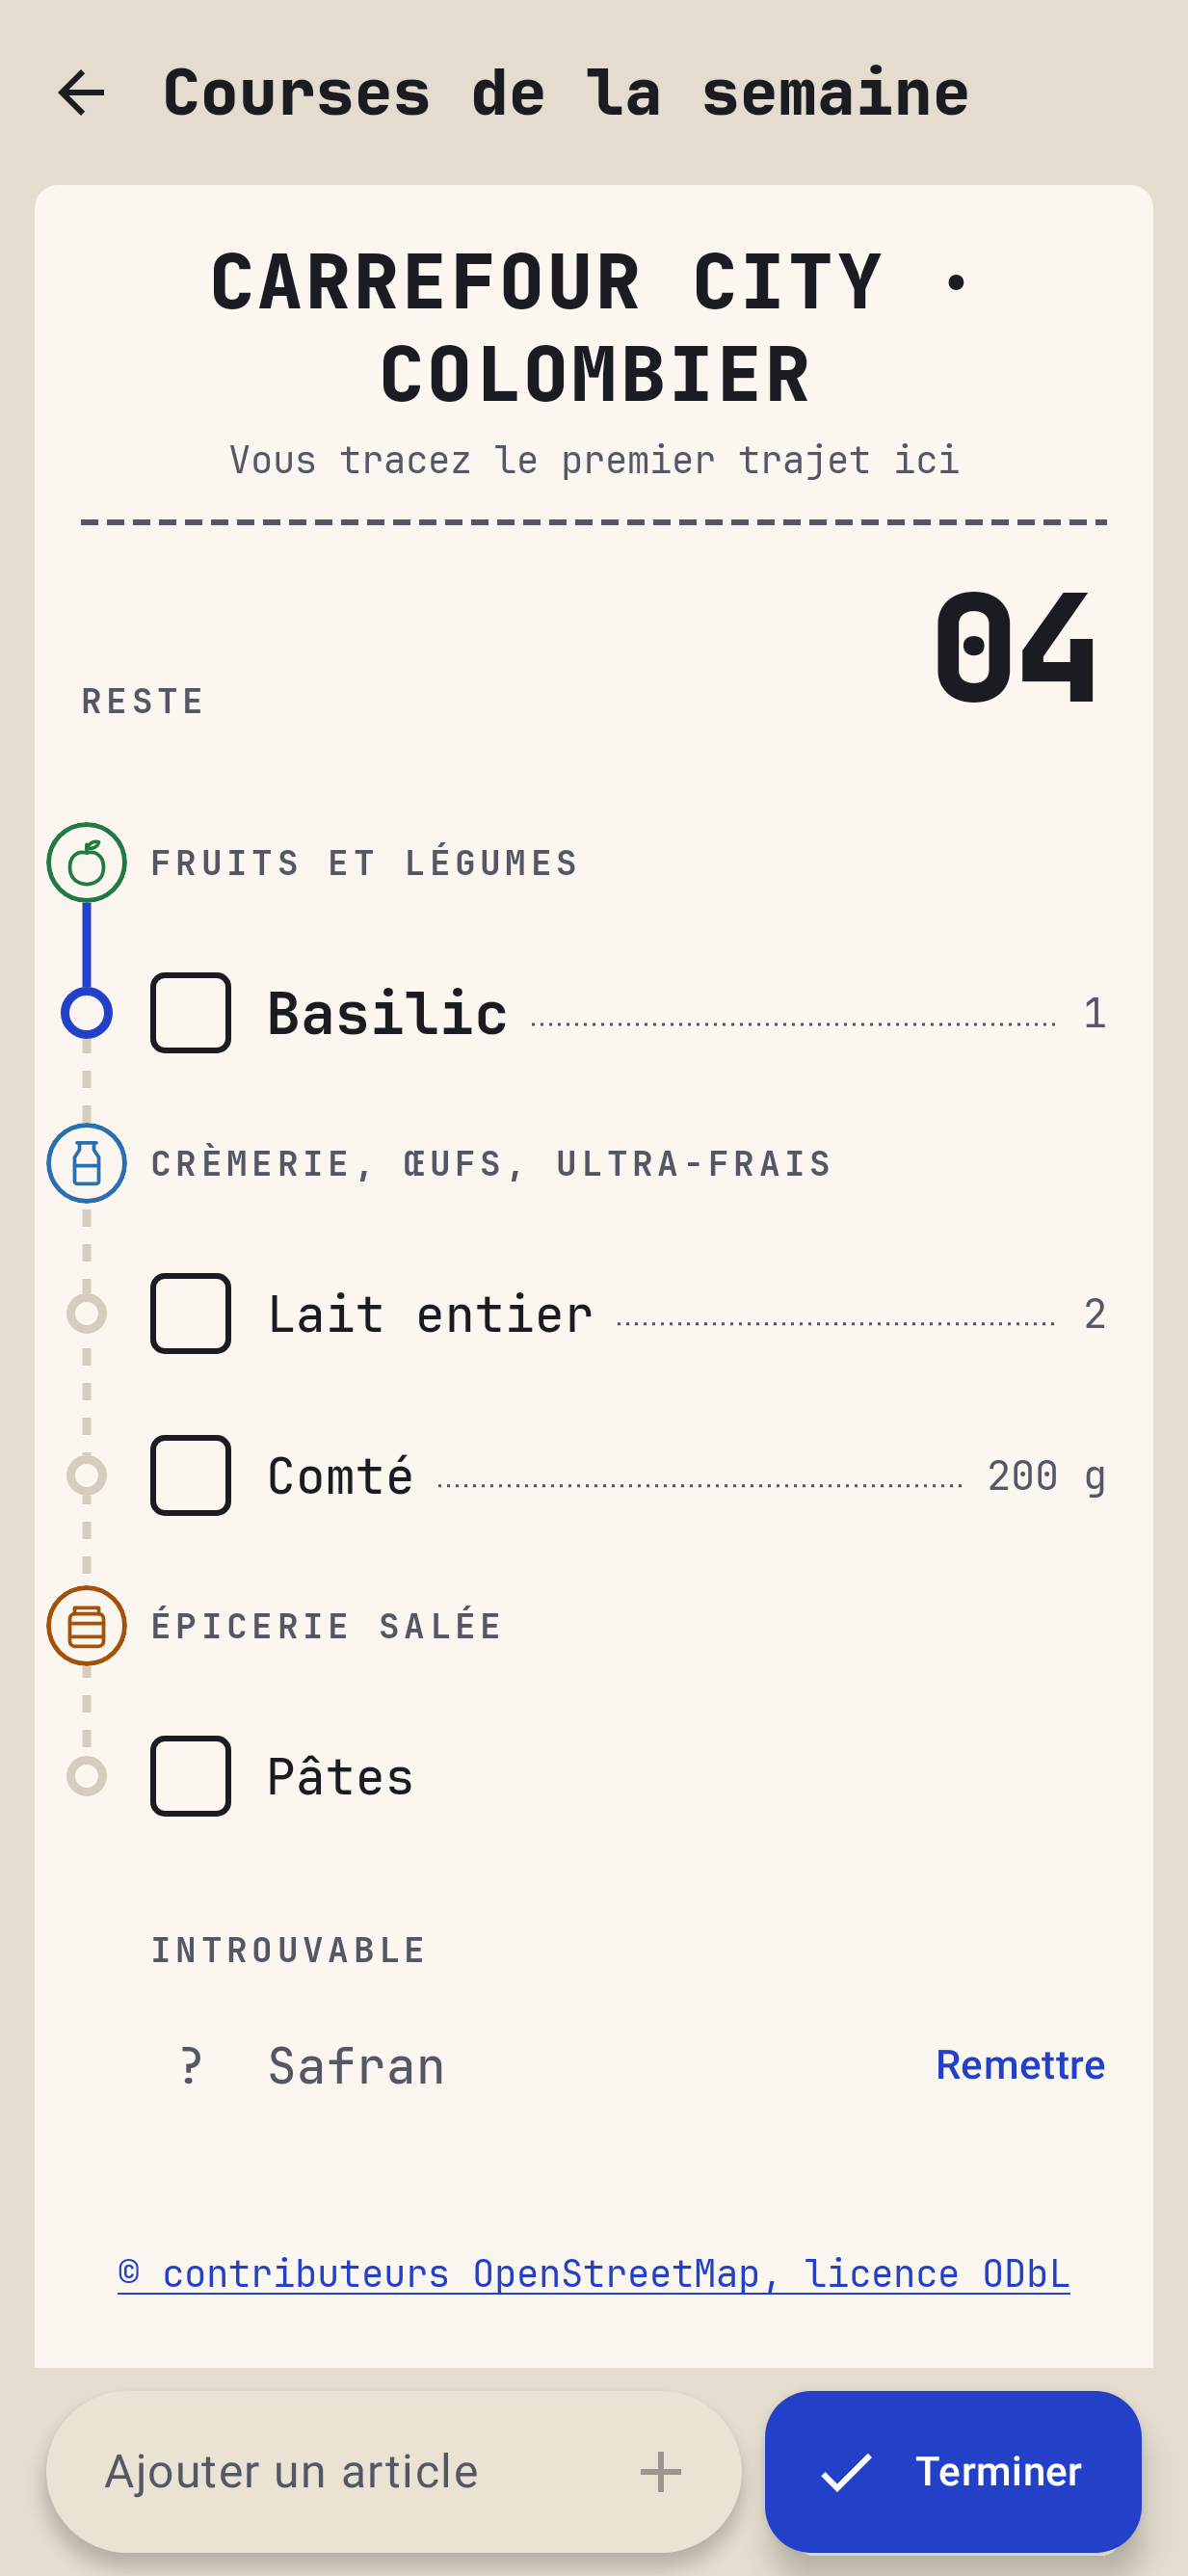 Courses de la semaine
CARREFOUR CITY ·
COLOMBIER
Vous tracez le premier trajet ici
RESTE 04
FRUITS ET LÉGUMES
Basilic 1
CRÈMERIE, ŒUFS, ULTRA-FRAIS
Lait entier 2
Comté 200 g
ÉPICERIE SALÉE
Pâtes
INTROUVABLE
? Safran Remettre
© contributeurs OpenStreetMap, licence ODbL
Ajouter un article + Terminer